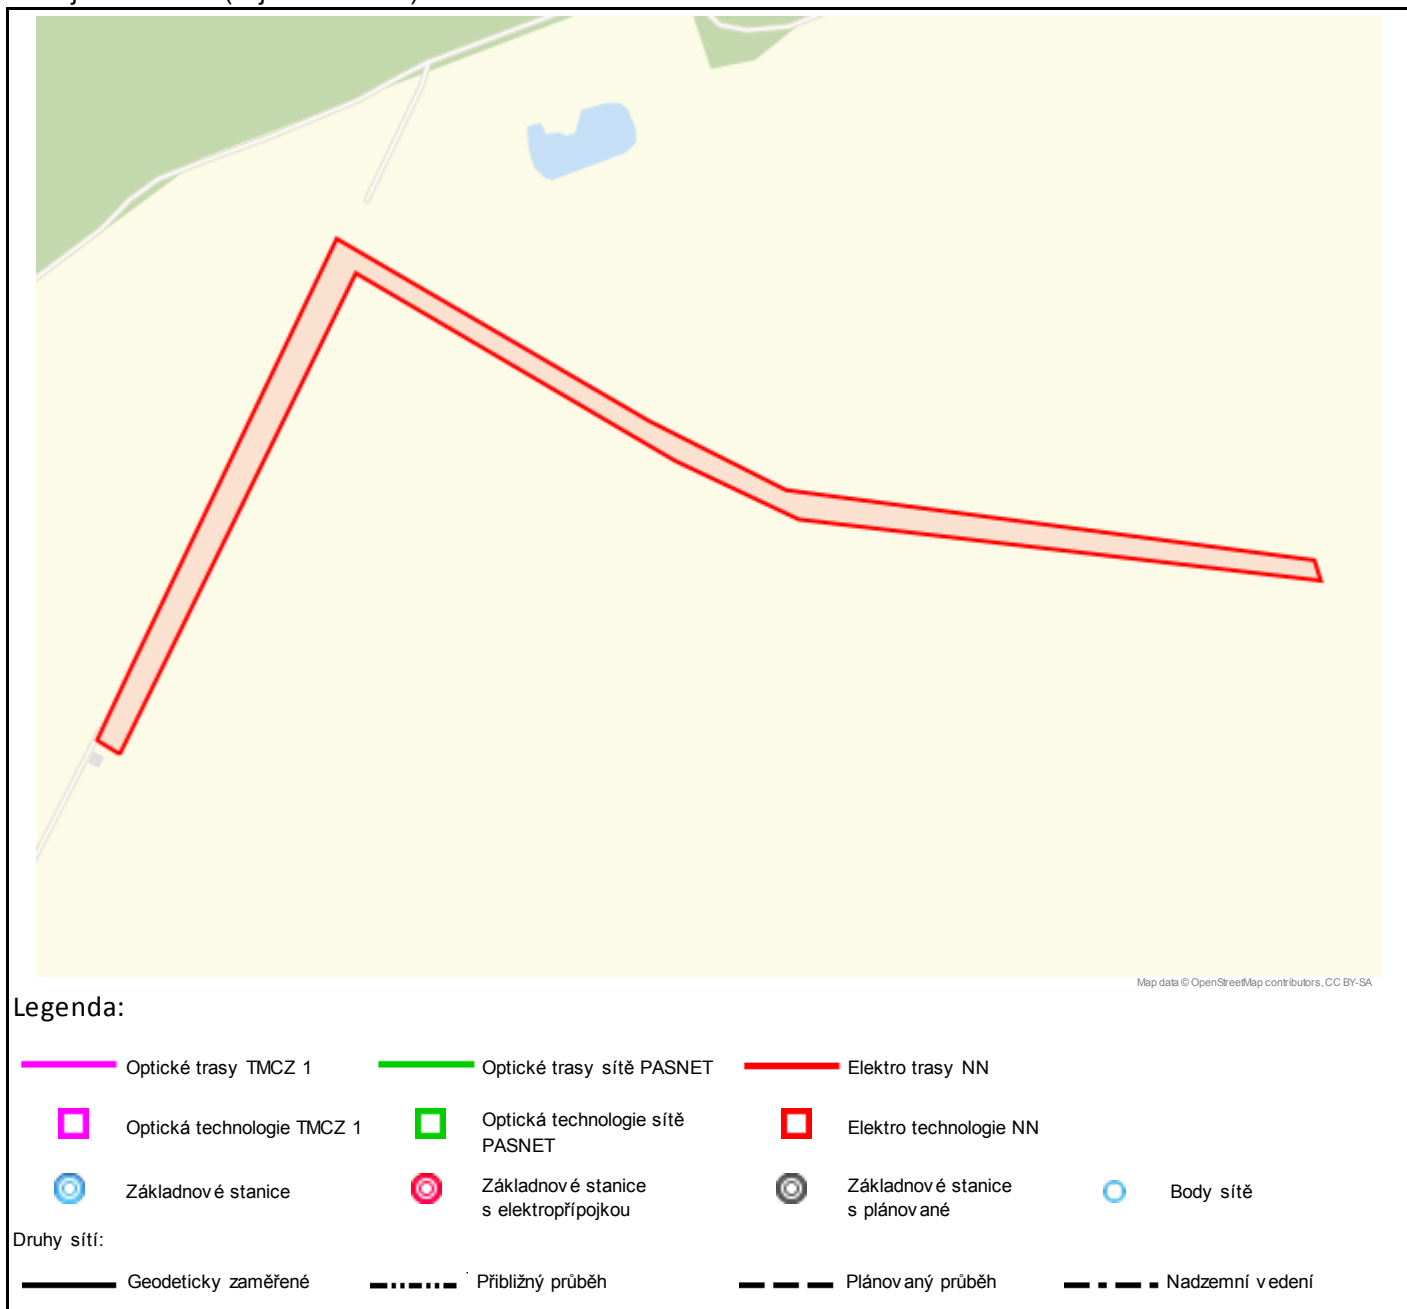 Map data © OpenStreetMap contributors, CC BY-SA
Legenda:
Optické trasy TMCZ 1
Optické trasy sítě PASNET
Elektro trasy NN
Optická technologie TMCZ 1
Optická technologie sítě
PASNET
Elektro technologie NN
Základnové stanice
Základnové stanice
s elektropřípojkou
Základnové stanice
s plánované
Body sítě
Druhy sítí:
Geodeticky zaměřené
Přibližný průběh
Plánovaný průběh
Nadzemní vedení